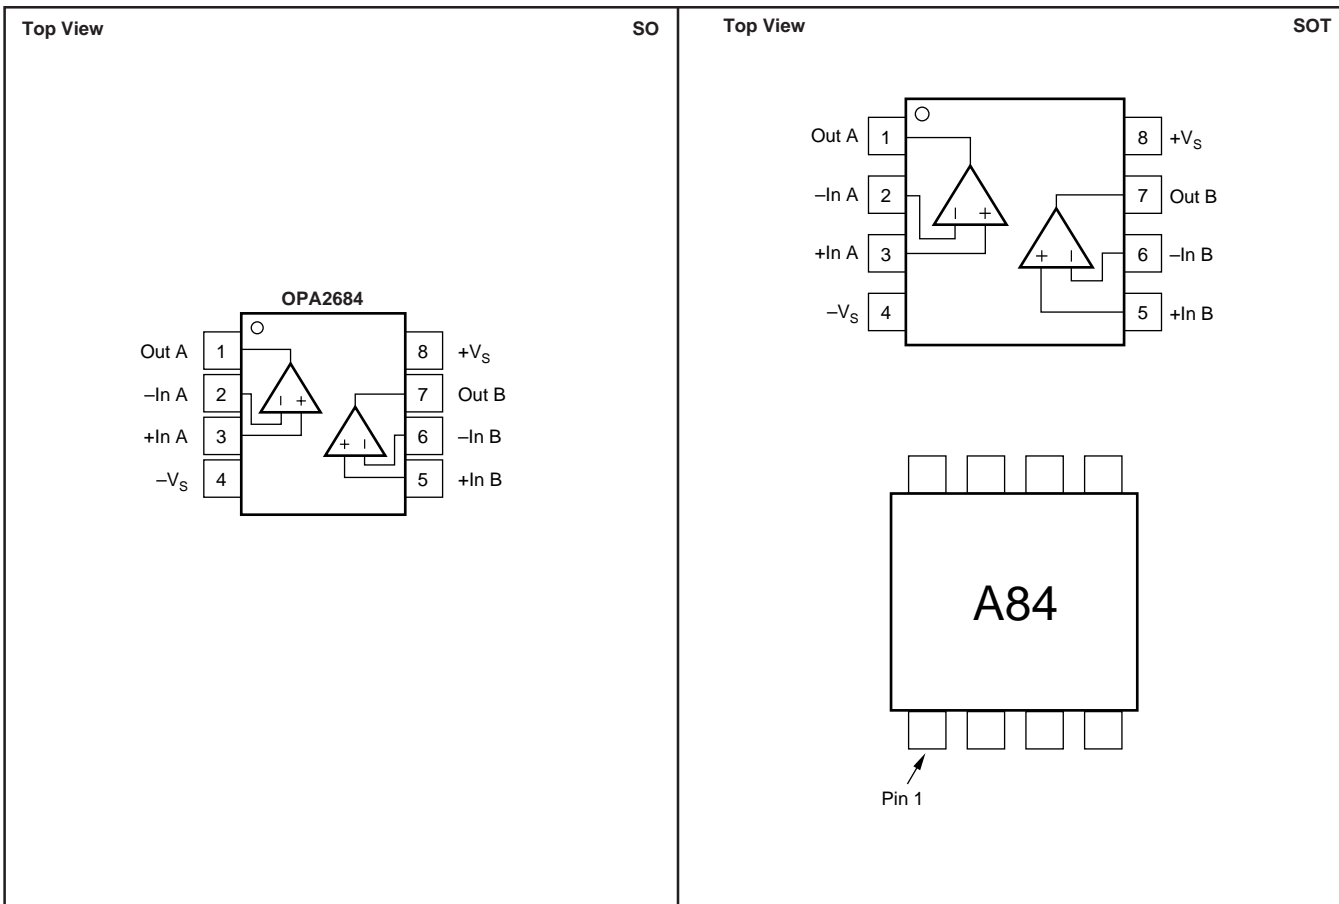 Top View SO
OPA2684
Out A 1 8 +VS
–In A 2 7 Out B
+In A 3 6 –In B
–VS 4 5 +In B
Top View SOT
Out A 1 8 +VS
–In A 2 7 Out B
+In A 3 6 –In B
–VS 4 5 +In B
A84
Pin 1